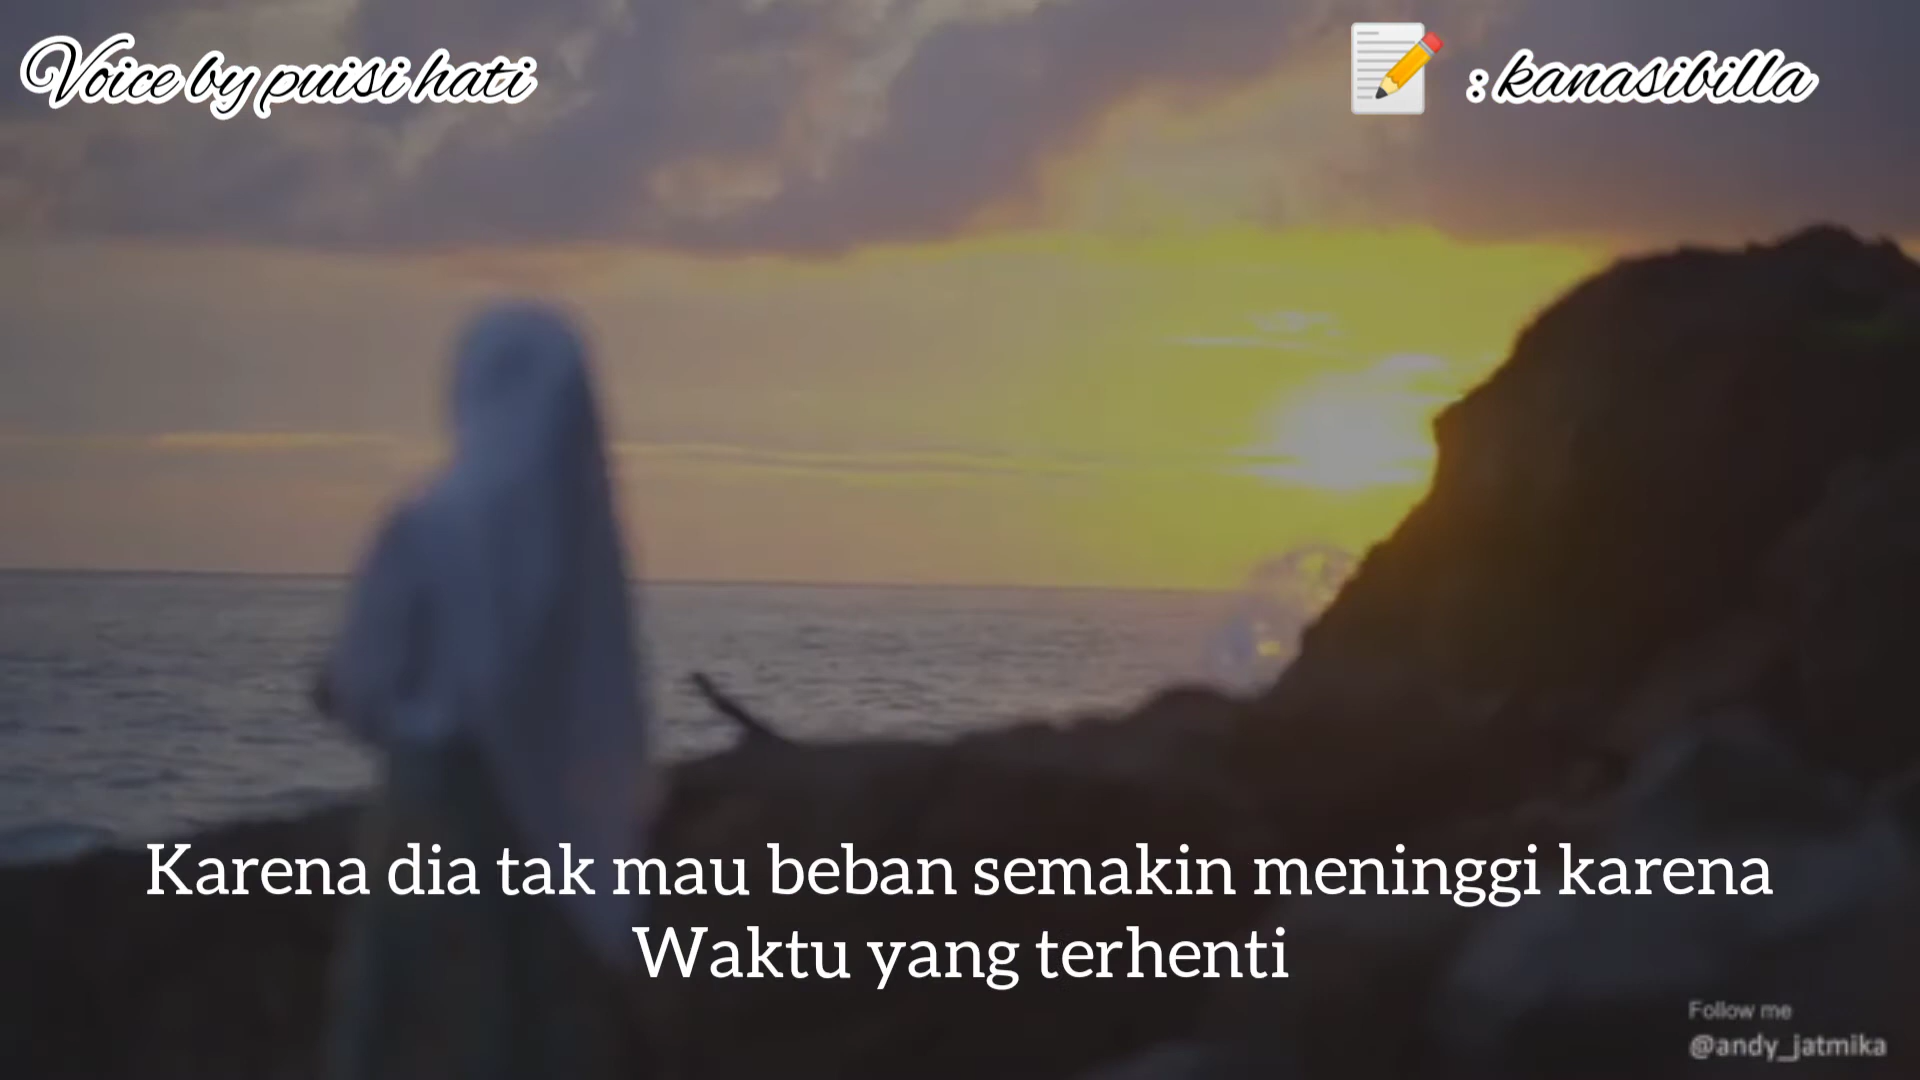 Voice by puisi hati
: kanasibilla
Karena dia tak mau beban semakin meninggi karena
Waktu yang terhenti
Follow me
@andy_jatmika